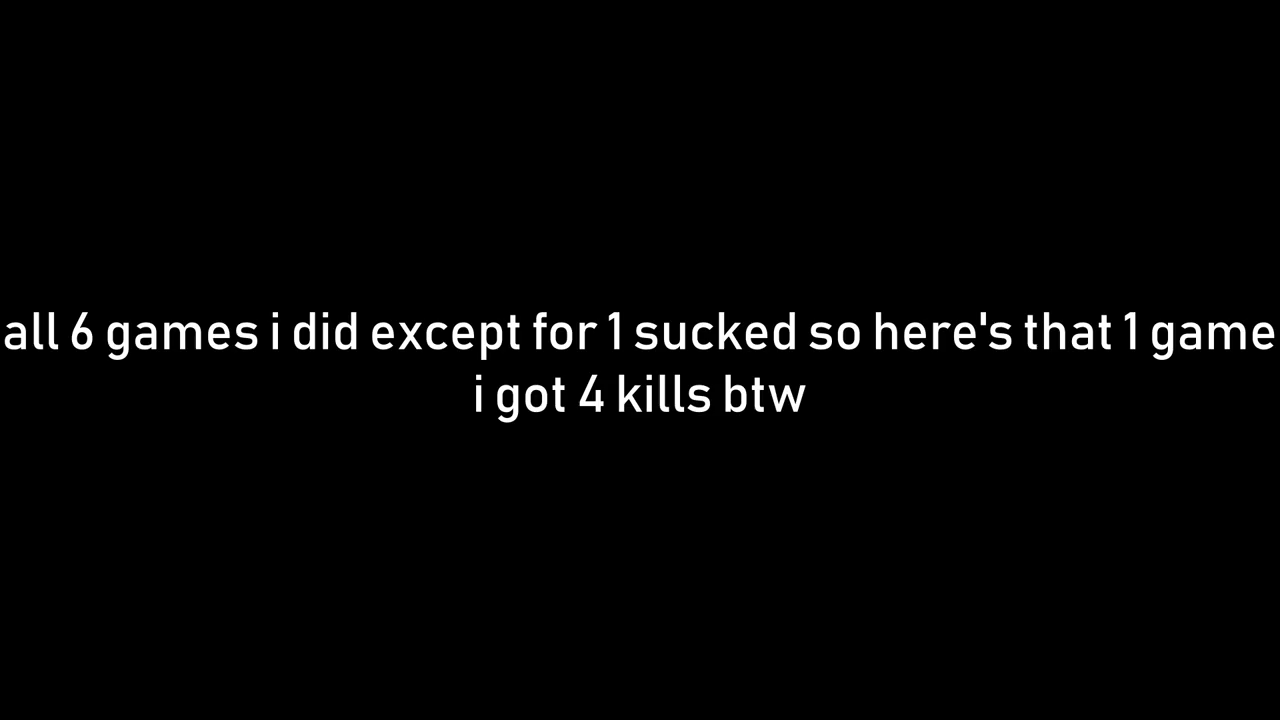 all 6 games i did except for 1 sucked so here's that 1 game
i got 4 kills btw